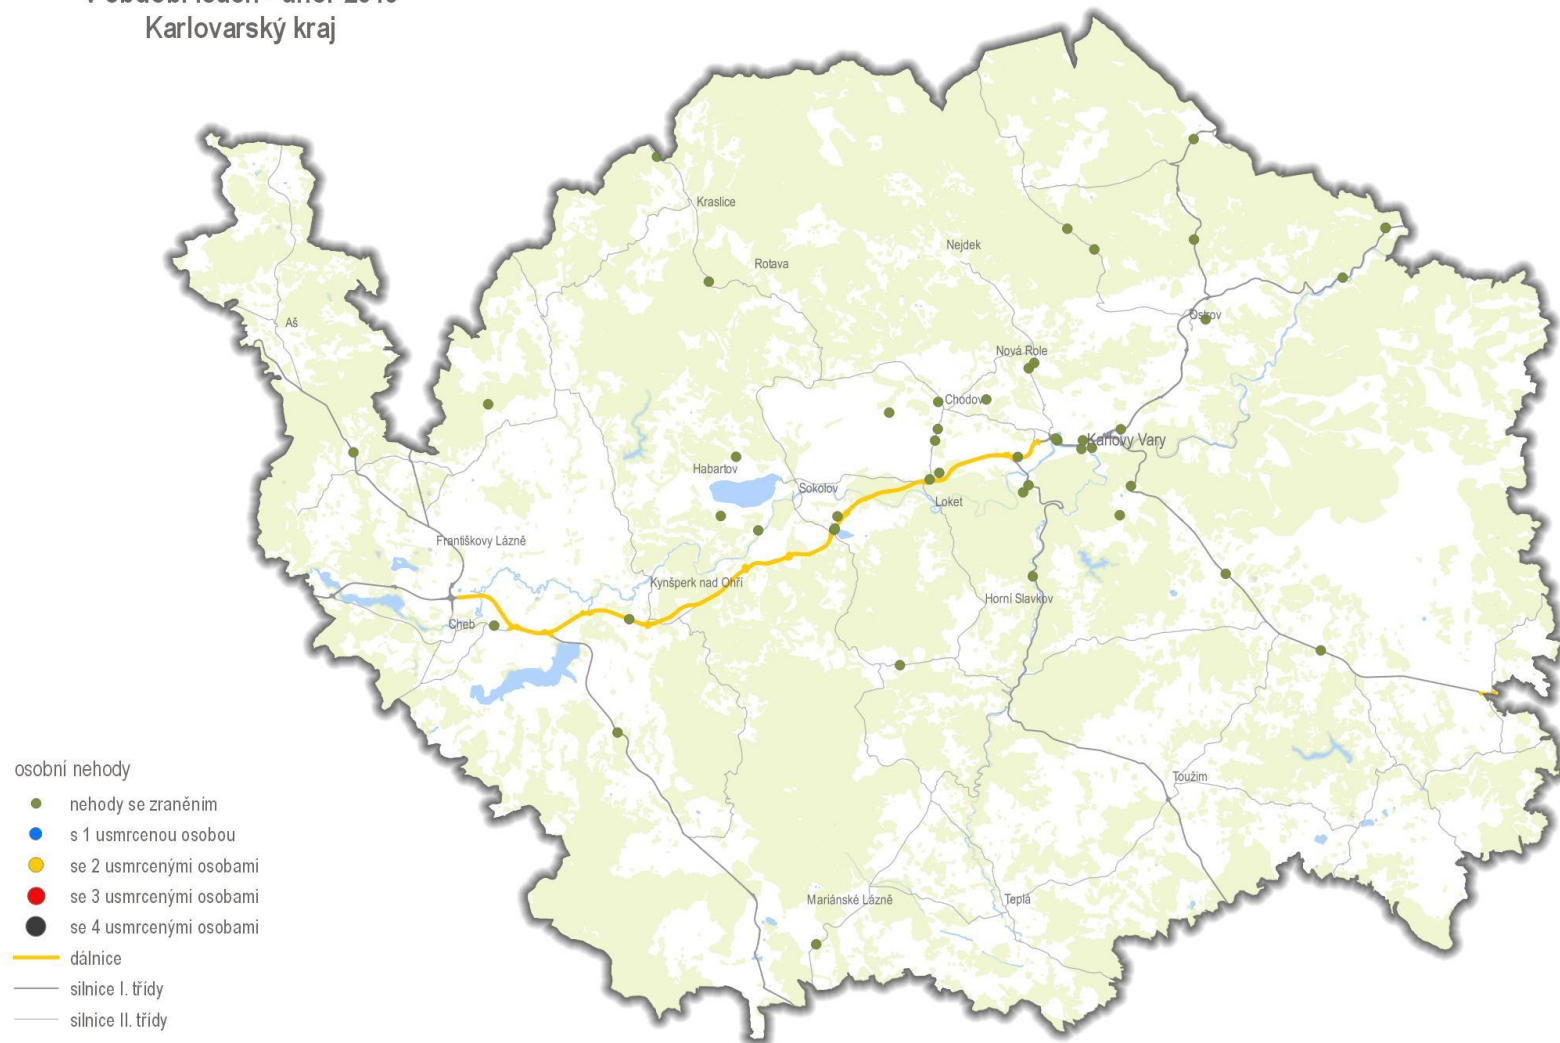 Karlovarský kraj
Kraslice
Nejdek
Rotava
Aš
Ostrov
Nová Role
Chodov
Karlovy Vary
Habartov
Sokolov
Loket
Františkovy Lázně
Kynšperk nad Ohří
Horní Slavkov
Cheb
Toužim
Mariánské Lázně
Teplá
osobní nehody
nehody se zraněním
s 1 usmrcenou osobou
se 2 usmrcenými osobami
se 3 usmrcenými osobami
se 4 usmrcenými osobami
dálnice
silnice I. třídy
silnice II. třídy